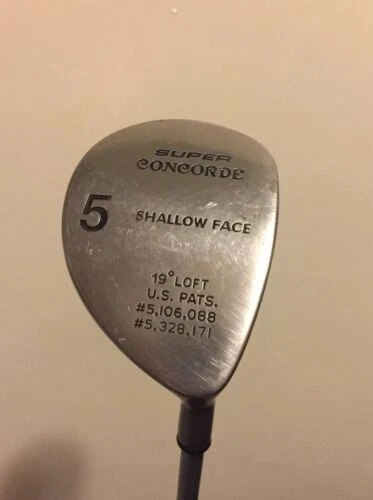 SUPER
CONCORDE
5
SHALLOW FACE
19° LOFT
U.S. PATS.
#5,106,088
#5,328,171